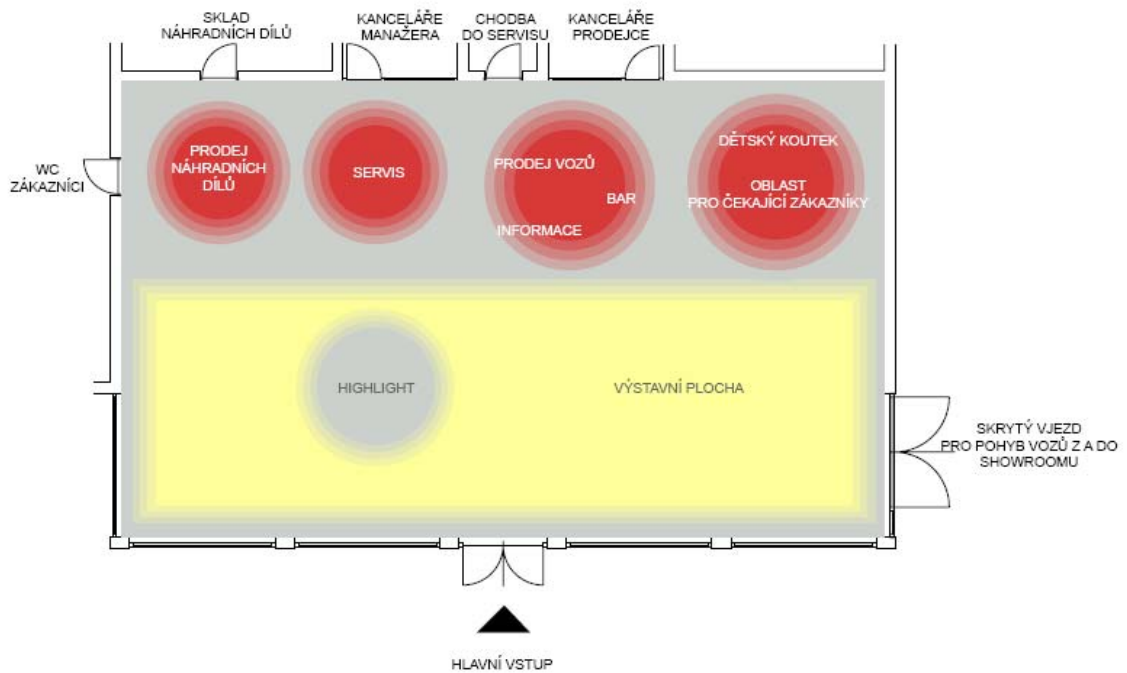 SKLAD
NÁHRADNÍCH DÍLŮ
KANCELÁŘE
MANAŽERA
CHODBA
DO SERVISU
KANCELÁŘE
PRODEJCE
WC
ZÁKAZNÍCI
PRODEJ
NÁHRADNÍCH
DÍLŮ
SERVIS
PRODEJ VOZŮ
BAR
INFORMACE
DĚTSKÝ KOUTEK
OBLAST
PRO ČEKAJÍCÍ ZÁKAZNÍKY
HIGHLIGHT
VÝSTAVNÍ PLOCHA
SKRYTÝ VJEZD
PRO POHYB VOZŮ Z A DO
SHOWROOMU
HLAVNÍ VSTUP